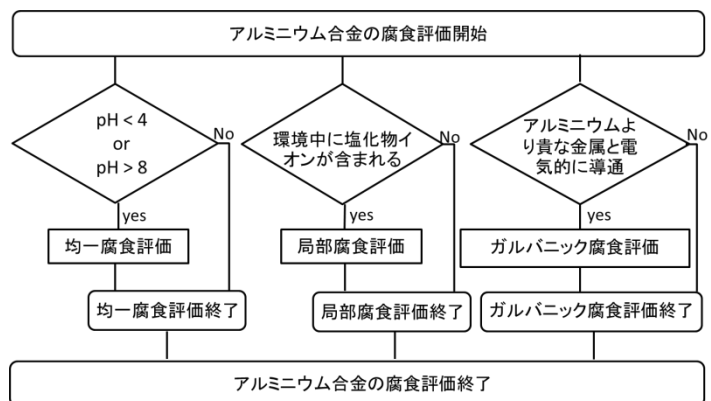 アルミニウム合金の腐食評価開始
pH < 4
or
pH > 8
No
yes
均一腐食評価
均一腐食評価終了
環境中に塩化物イ
オンが含まれる
No
yes
局部腐食評価
局部腐食評価終了
アルミニウムよ
り貴な金属と電
気的に導通
No
yes
ガルバニック腐食評価
ガルバニック腐食評価終了
アルミニウム合金の腐食評価終了